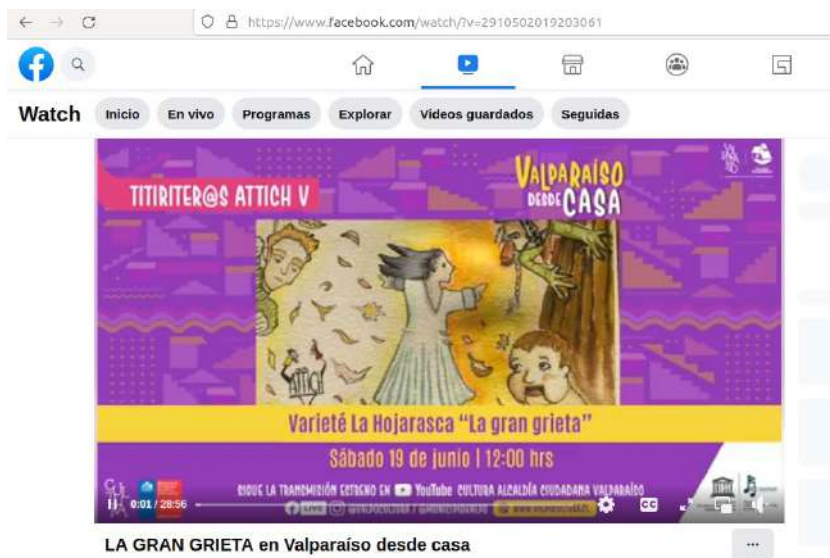 https://www.facebook.com/watch/?v=2910502019203061
Watch
Inicio
En vivo
Programas
Explorar
Videos guardados
Seguidas
TITIRITER@S ATTICH V
VALPARAÍSO
DESDE CASA
ATTICH
Varieté La Hojarasca “La gran grieta”
Sábado 19 de junio | 12:00 hrs
SIGUE LA TRANSMISIÓN ESTRENO EN YouTube CULTURA ALCALDÍA CIUDADANA VALPARAÍSO
0:01 / 28:56
LIVE
CC
LA GRAN GRIETA en Valparaíso desde casa